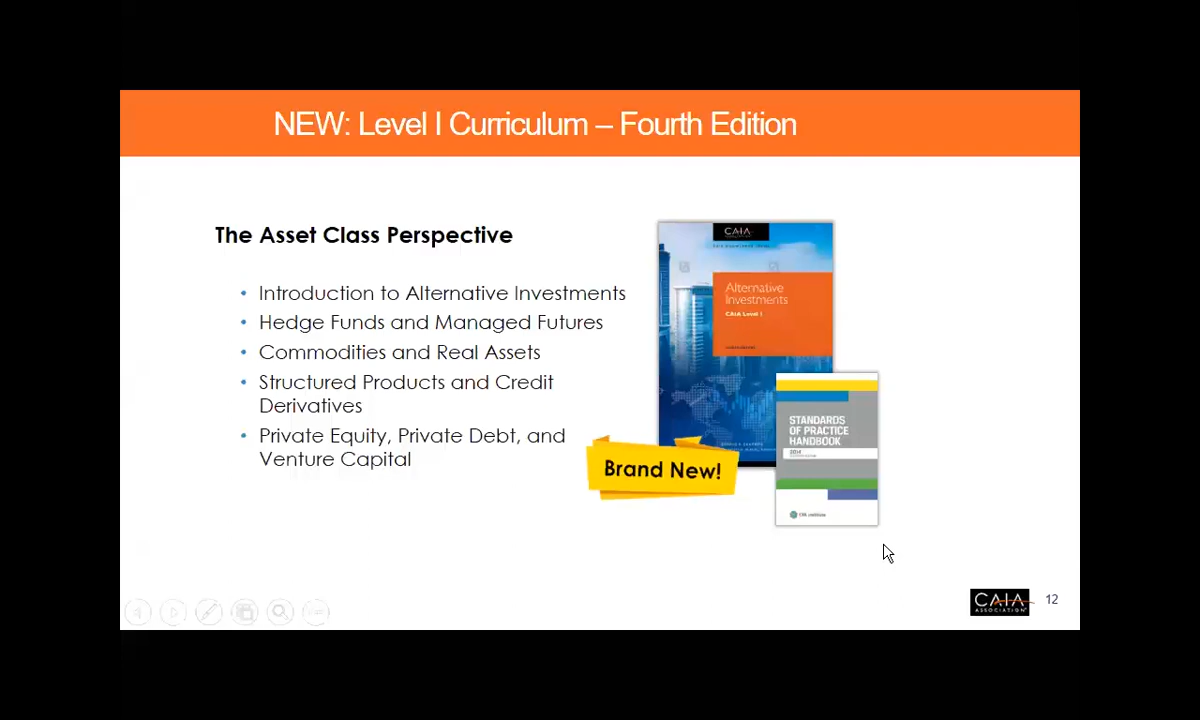 NEW: Level I Curriculum – Fourth Edition
The Asset Class Perspective
• Introduction to Alternative Investments
• Hedge Funds and Managed Futures
• Commodities and Real Assets
• Structured Products and Credit
Derivatives
• Private Equity, Private Debt, and
Venture Capital
CAIA
Alternative
Investments
CAIA Level I
STANDARDS
OF PRACTICE
HANDBOOK
2014
Brand New!
CAIA
ASSOCIATION
12